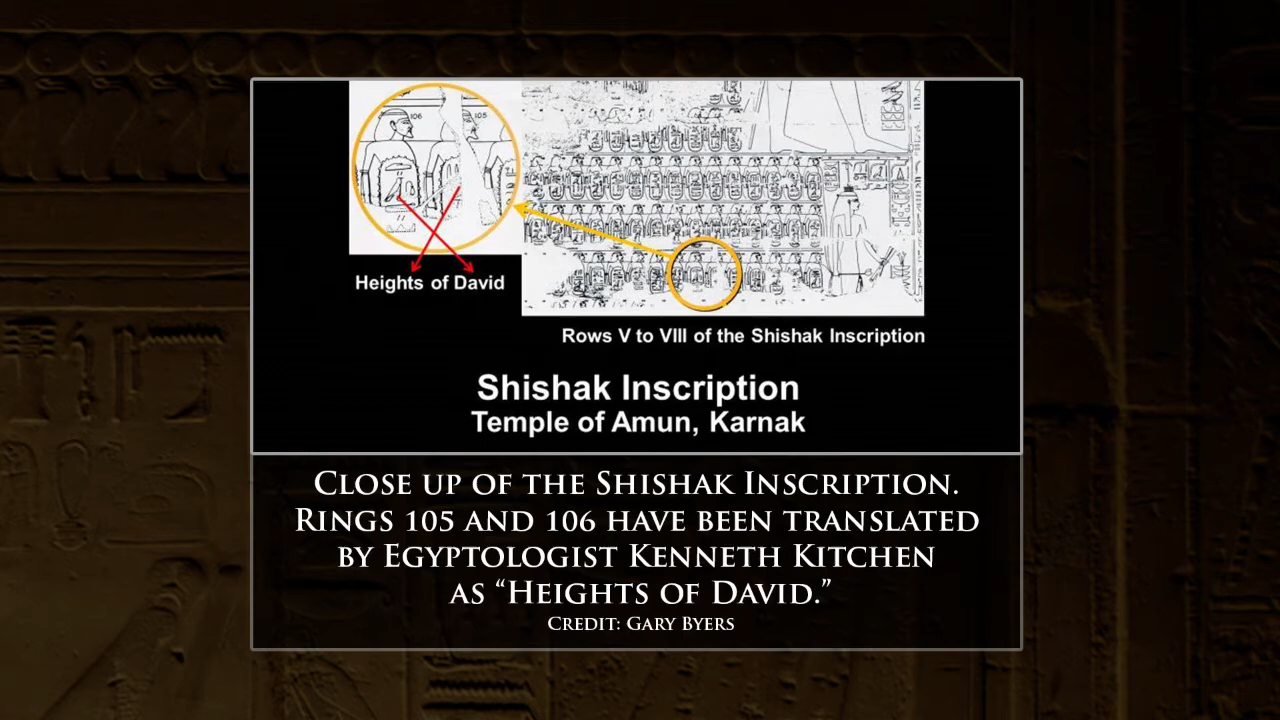 106
105
Heights of David
Rows V to VIII of the Shishak Inscription
Shishak Inscription
Temple of Amun, Karnak
Close up of the Shishak Inscription.
Rings 105 and 106 have been translated
by Egyptologist Kenneth Kitchen
as “Heights of David.”
Credit: Gary Byers